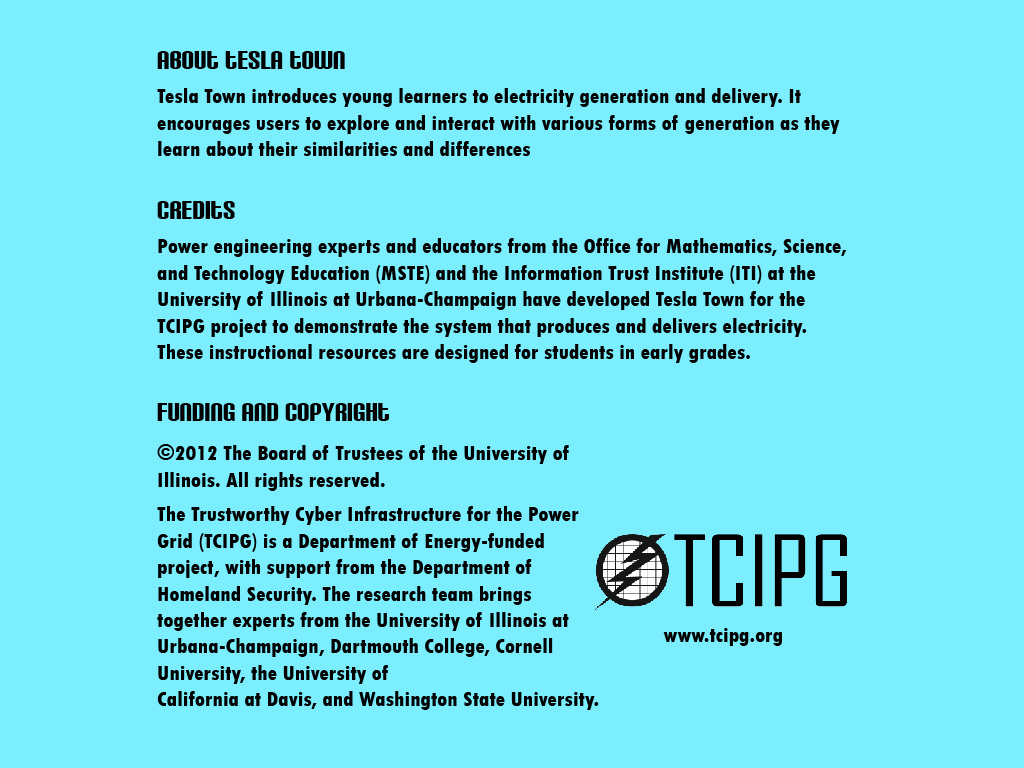 ABOUT TESLA TOWN
Tesla Town introduces young learners to electricity generation and delivery. It
encourages users to explore and interact with various forms of generation as they
learn about their similarities and differences
CREDITS
Power engineering experts and educators from the Office for Mathematics, Science,
and Technology Education (MSTE) and the Information Trust Institute (ITI) at the
University of Illinois at Urbana-Champaign have developed Tesla Town for the
TCIPG project to demonstrate the system that produces and delivers electricity.
These instructional resources are designed for students in early grades.
FUNDING AND COPYRIGHT
©2012 The Board of Trustees of the University of
Illinois. All rights reserved.
The Trustworthy Cyber Infrastructure for the Power
Grid (TCIPG) is a Department of Energy-funded
project, with support from the Department of
Homeland Security. The research team brings
together experts from the University of Illinois at
Urbana-Champaign, Dartmouth College, Cornell
University, the University of
California at Davis, and Washington State University.
TCIPG
www.tcipg.org